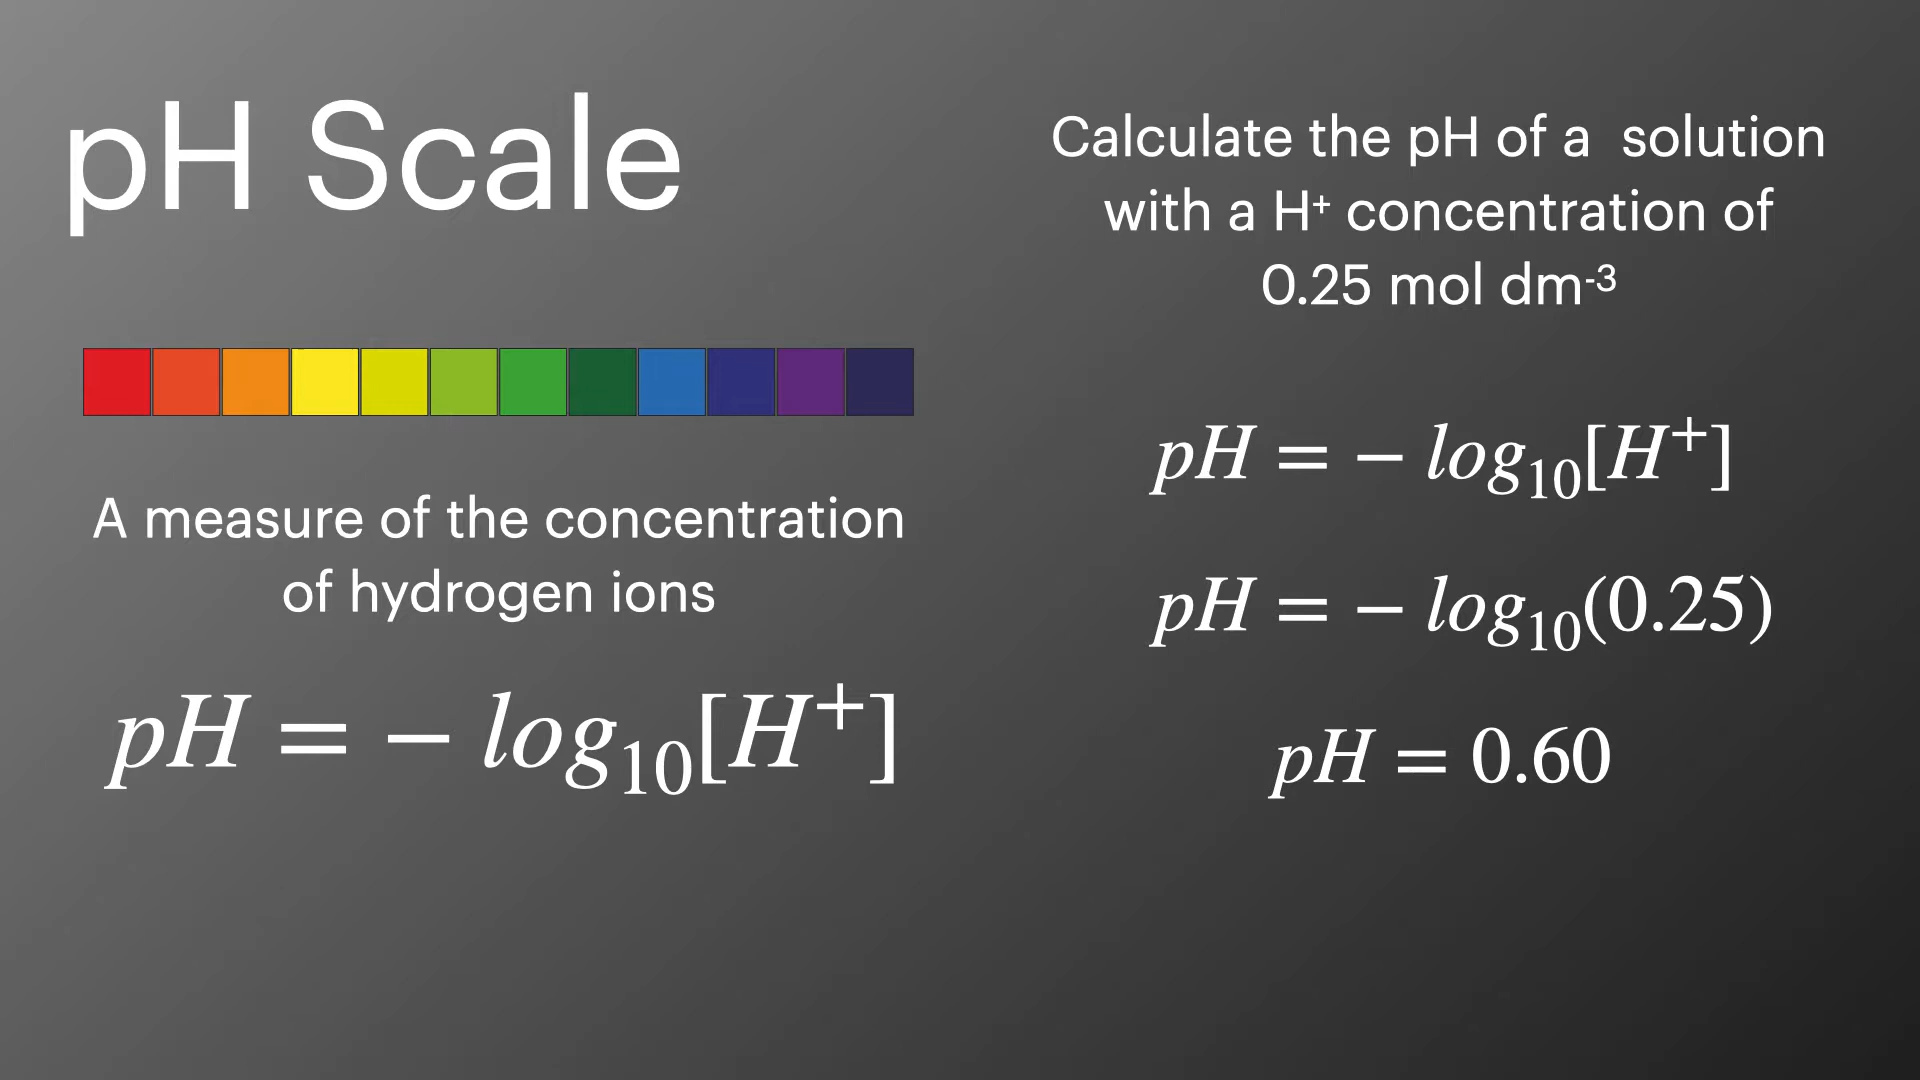 pH Scale
A measure of the concentration
of hydrogen ions
pH = − log₁₀[H⁺]
Calculate the pH of a  solution
with a H⁺ concentration of
0.25 mol dm⁻³
pH = − log₁₀[H⁺]
pH = − log₁₀(0.25)
pH = 0.60